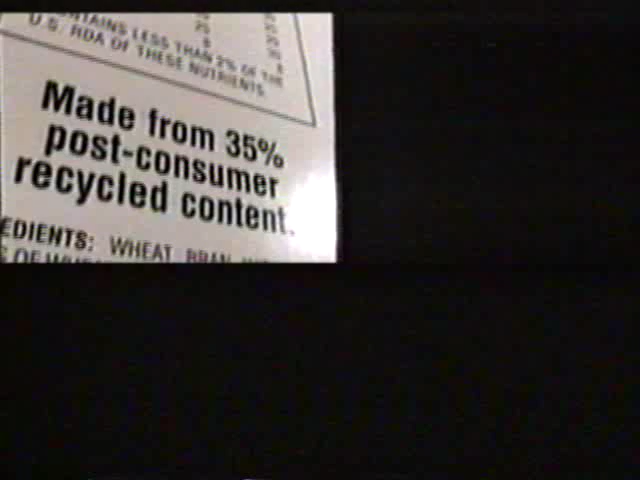 CONTAINS LESS THAN 2% OF THE
U.S. RDA OF THESE NUTRIENTS.
Made from 35%
post-consumer
recycled content.
EDIENTS: WHEAT BRAN